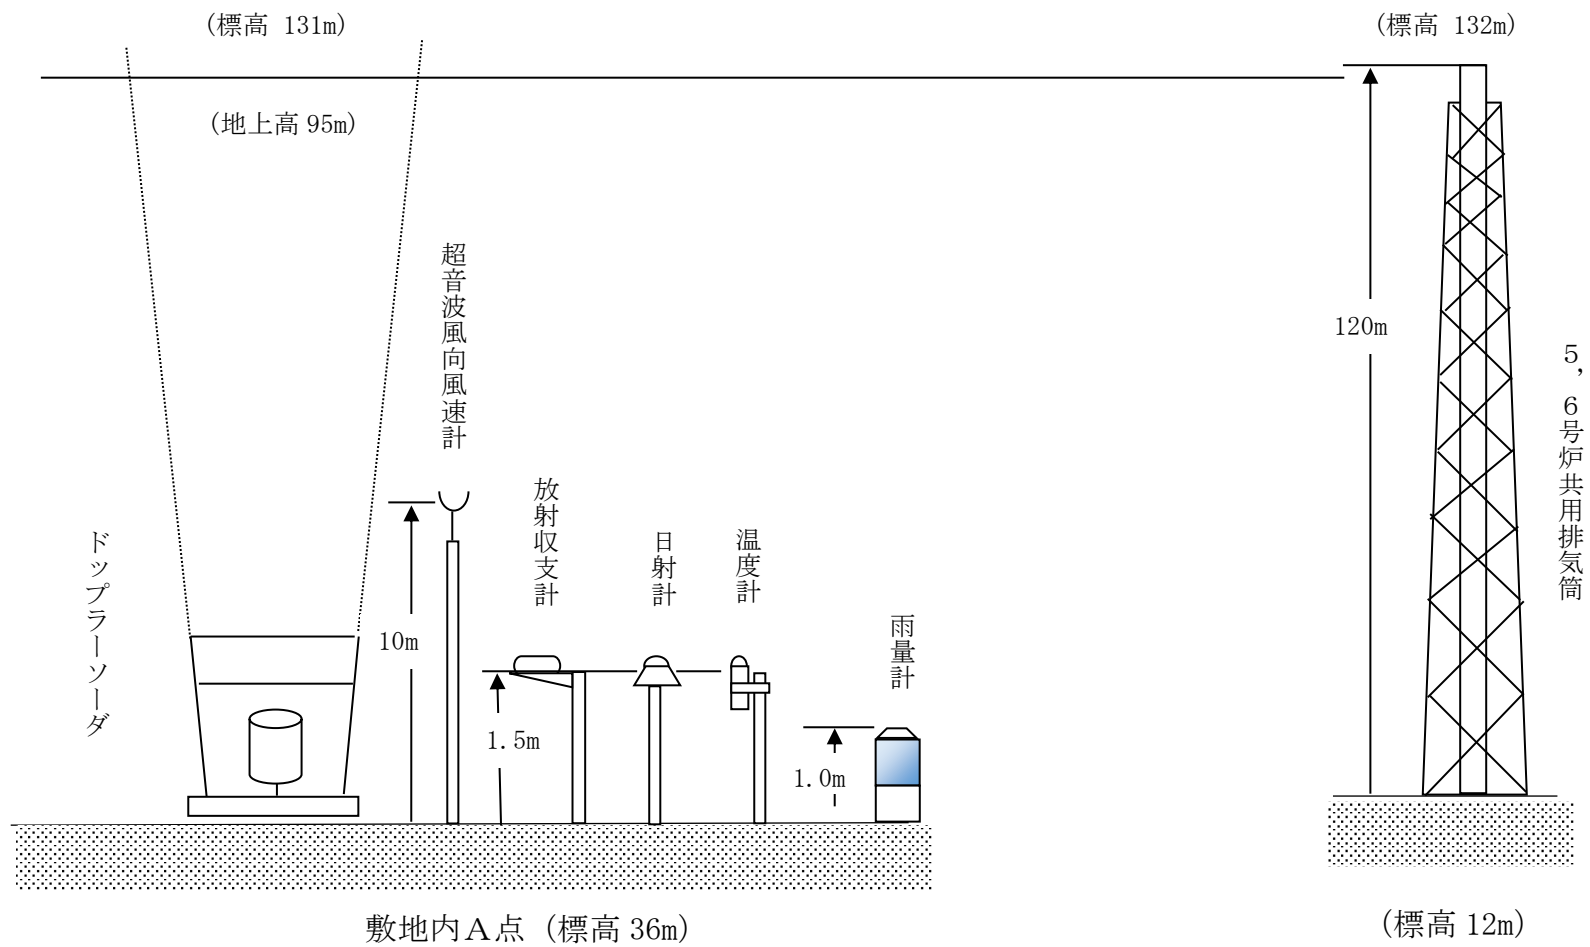 (標高 131m)
(標高 132m)
(地上高 95m)
超音波風向風速計
120m
5,6号炉共用排気筒
放射収支計
ドップラーソーダ
日射計
温度計
雨量計
10m
1.5m
1.0m
敷地内A点 (標高 36m)
(標高 12m)